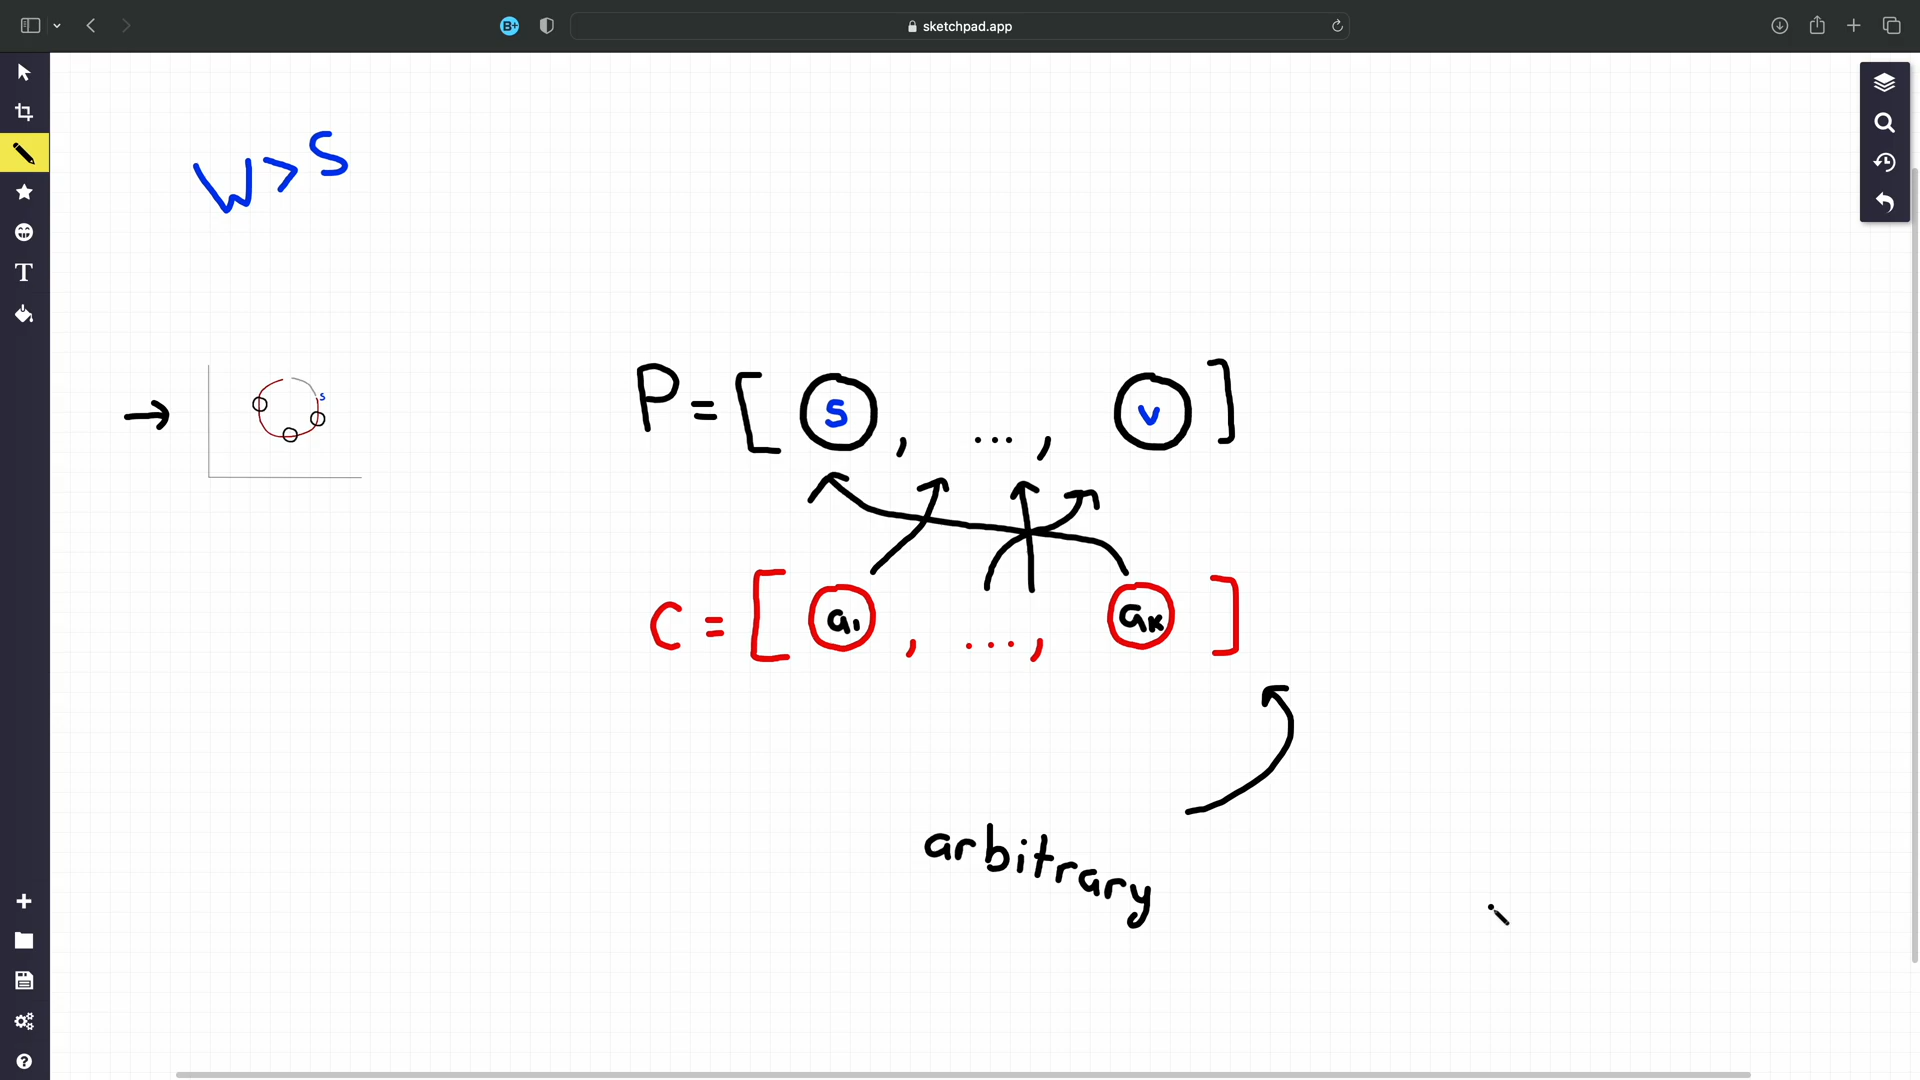 B+
sketchpad.app
W > S
s
P = [ S , ... , v ]
C = [ a₁ , ... , aₖ ]
arbitrary
T
?